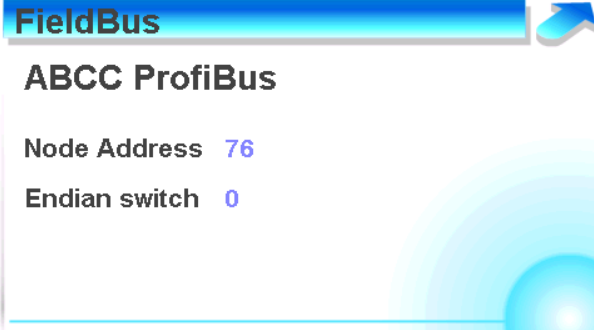 FieldBus
ABCC ProfiBus
Node Address 76
Endian switch 0